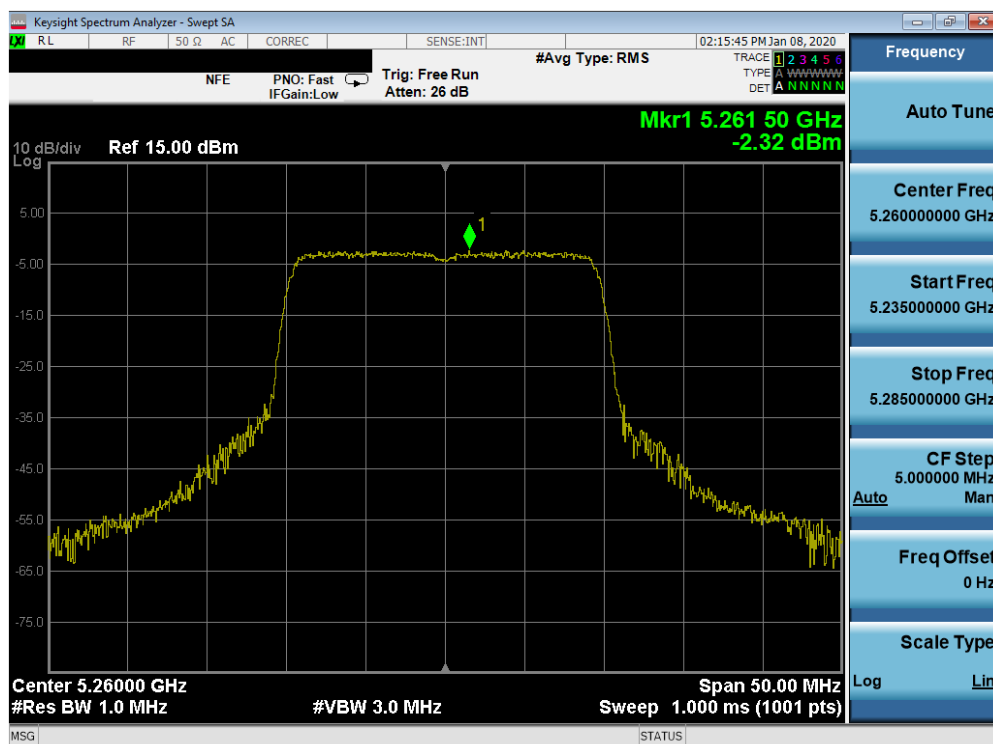 Keysight Spectrum Analyzer - Swept SA
LXI RL RF 50 Ω AC CORREC SENSE:INT 02:15:45 PM Jan 08, 2020
#Avg Type: RMS TRACE 1 2 3 4 5 6
NFE PNO: Fast Trig: Free Run TYPE A WWWWW
IFGain:Low Atten: 26 dB DET A N N N N N
Mkr1 5.261 50 GHz
10 dB/div Ref 15.00 dBm -2.32 dBm
Log
5.00
1
-5.00
-15.0
-25.0
-35.0
-45.0
-55.0
-65.0
-75.0
Center 5.26000 GHz Span 50.00 MHz
#Res BW 1.0 MHz #VBW 3.0 MHz Sweep 1.000 ms (1001 pts)
MSG STATUS
Frequency
Auto Tune
Center Freq
5.260000000 GHz
Start Freq
5.235000000 GHz
Stop Freq
5.285000000 GHz
CF Step
5.000000 MHz
Auto Man
Freq Offset
0 Hz
Scale Type
Log Lin